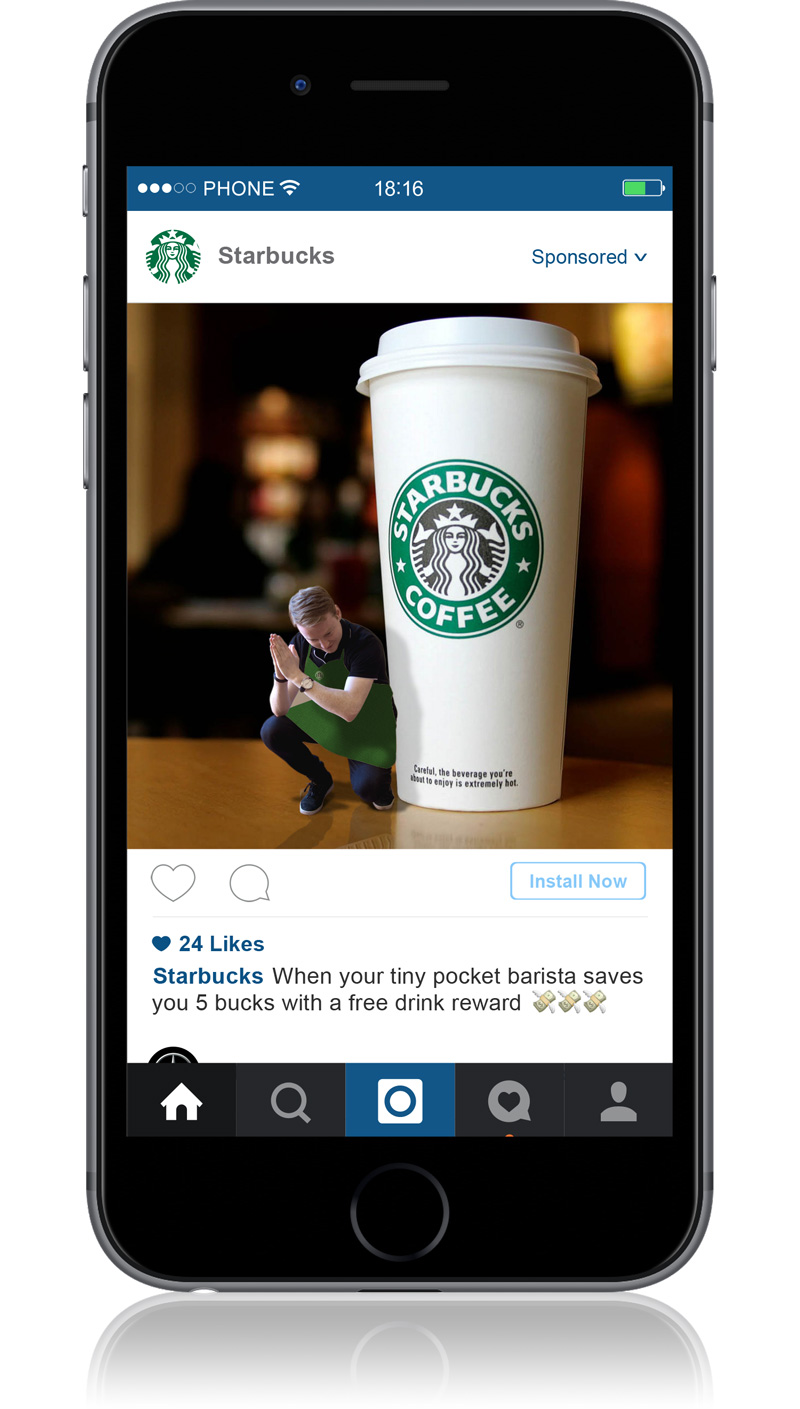 PHONE 18:16
Starbucks Sponsored
STARBUCKS
COFFEE
®
Careful, the beverage you're
about to enjoy is extremely hot.
Install Now
24 Likes
Starbucks When your tiny pocket barista saves
you 5 bucks with a free drink reward 💸💸💸